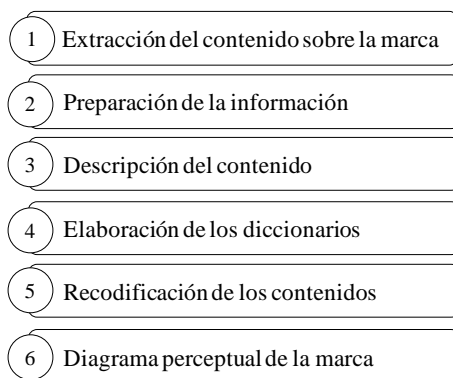 1 Extracción del contenido sobre la marca
2 Preparación de la información
3 Descripción del contenido
4 Elaboración de los diccionarios
5 Recodificación de los contenidos
6 Diagrama perceptual de la marca